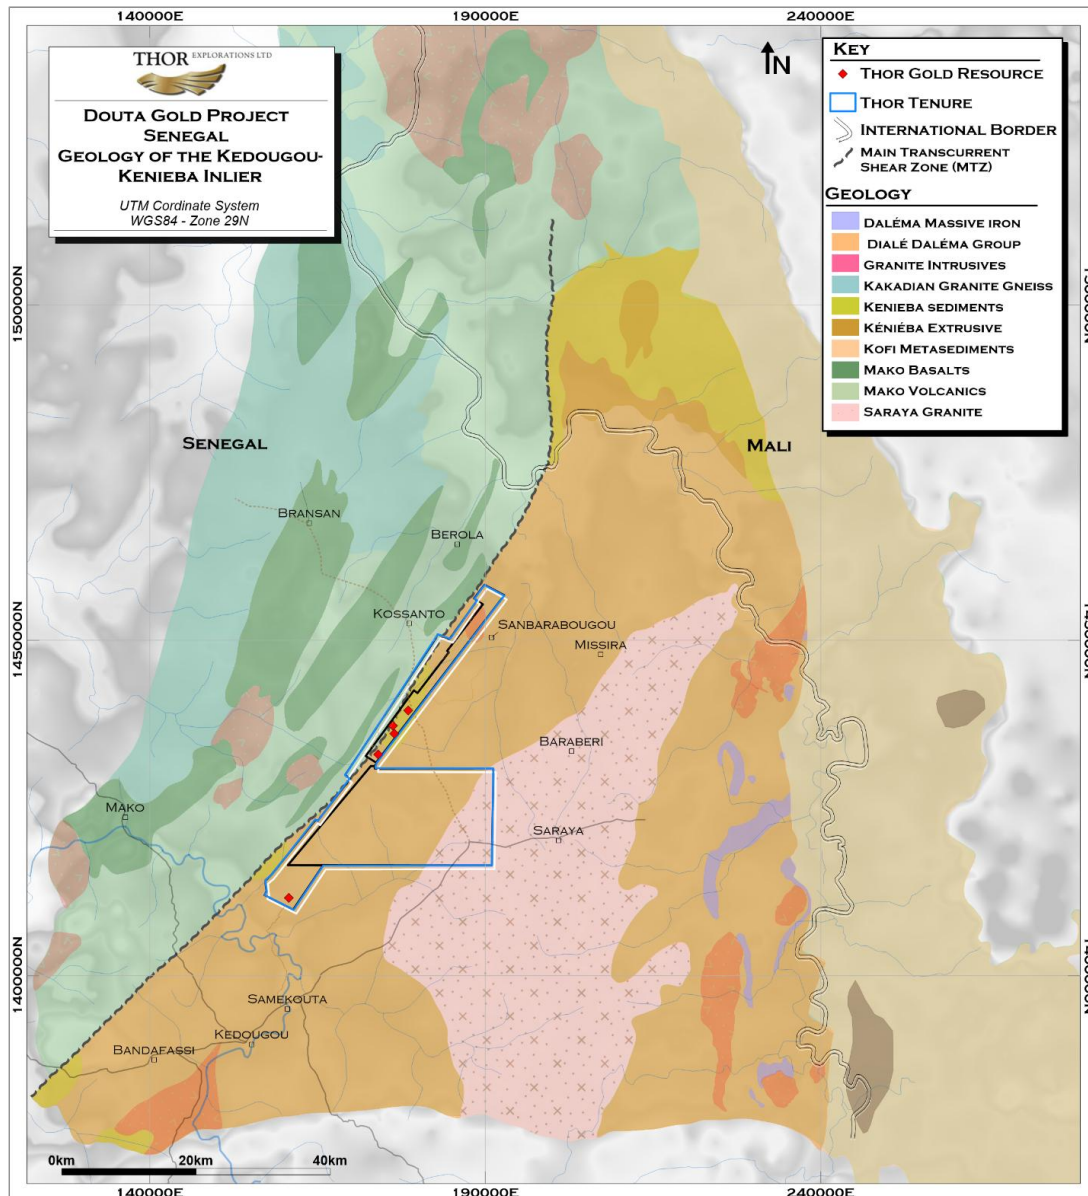 140000E
190000E
240000E
THOR EXPLORATIONS LTD
DOUTA GOLD PROJECT
SENEGAL
GEOLOGY OF THE KEDOUGOU-
KENIEBA INLIER
UTM Cordinate System
WGS84 - Zone 29N
N
KEY
THOR GOLD RESOURCE
THOR TENURE
INTERNATIONAL BORDER
MAIN TRANSCURRENT
SHEAR ZONE (MTZ)
GEOLOGY
DALÉMA MASSIVE IRON
DIALÉ DALÉMA GROUP
GRANITE INTRUSIVES
KAKADIAN GRANITE GNEISS
KENIEBA SEDIMENTS
KÉNIÉBA EXTRUSIVE
KOFI METASEDIMENTS
MAKO BASALTS
MAKO VOLCANICS
SARAYA GRANITE
1500000N
1500000N
SENEGAL
MALI
BRANSAN
BEROLA
KOSSANTO
SANBARABOUGOU
MISSIRA
1450000N
1450000N
BARABERI
MAKO
SARAYA
1400000N
1400000N
SAMEKOUTA
KEDOUGOU
BANDAFASSI
0km
20km
40km
140000E
190000E
240000E